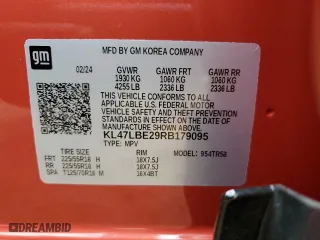 MFD BY GM KOREA COMPANY
gm
02/24
GVWR GAWR FRT GAWR RR
1930 KG 1060 KG 1060 KG
4255 LB 2336 LB 2336 LB
THIS VEHICLE CONFORMS TO ALL
APPLICABLE U.S. FEDERAL MOTOR
VEHICLE SAFETY AND THEFT PREVENTION
STANDARDS IN EFFECT ON THE DATE OF
MANUFACTURE SHOWN ABOVE.
KL47LBE29RB179095
TYPE: MPV MODEL:
TIRE SIZE RIM
FRT 225/55R18 H 18X7.5J
RR 225/55R18 H 18X7.5J
SPA T125/70R18 M 16X4BT
AUTOBIDMASTER